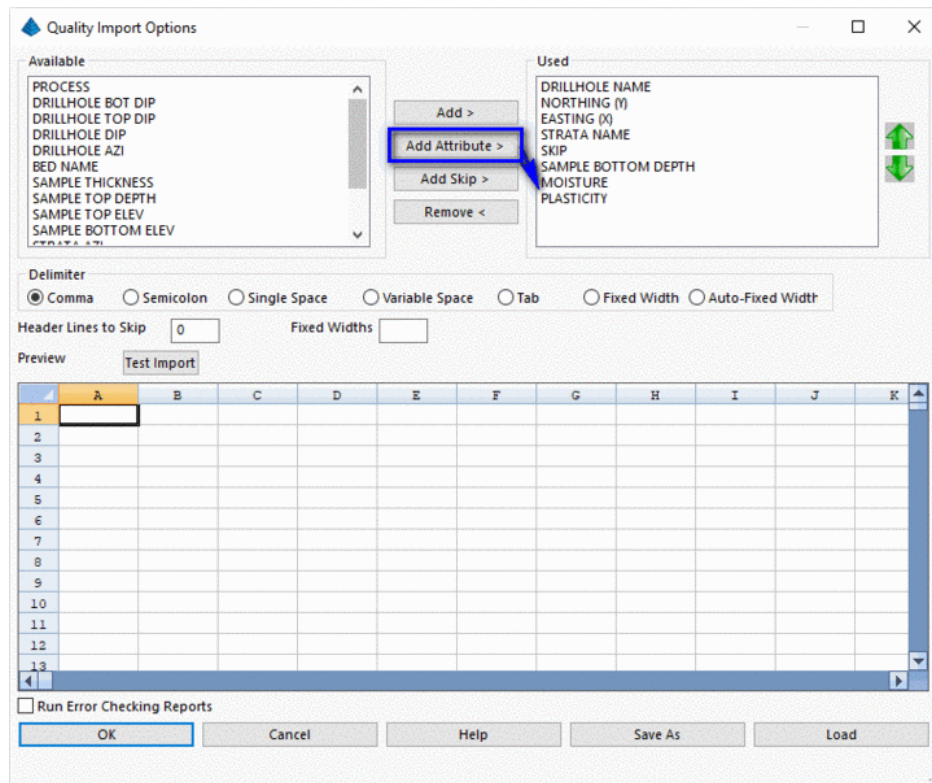 Quality Import Options
Available
PROCESS
DRILLHOLE BOT DIP
DRILLHOLE TOP DIP
DRILLHOLE DIP
DRILLHOLE AZI
BED NAME
SAMPLE THICKNESS
SAMPLE TOP DEPTH
SAMPLE TOP ELEV
SAMPLE BOTTOM ELEV
STRATA AZI
Add >
Add Attribute >
Add Skip >
Remove <
Used
DRILLHOLE NAME
NORTHING (Y)
EASTING (X)
STRATA NAME
SKIP
SAMPLE BOTTOM DEPTH
MOISTURE
PLASTICITY
Delimiter
Comma Semicolon Single Space Variable Space Tab Fixed Width Auto-Fixed Width
Header Lines to Skip 0 Fixed Widths
Preview Test Import
A B C D E F G H I J K
1
2
3
4
5
6
7
8
9
10
11
12
13
Run Error Checking Reports
OK Cancel Help Save As Load